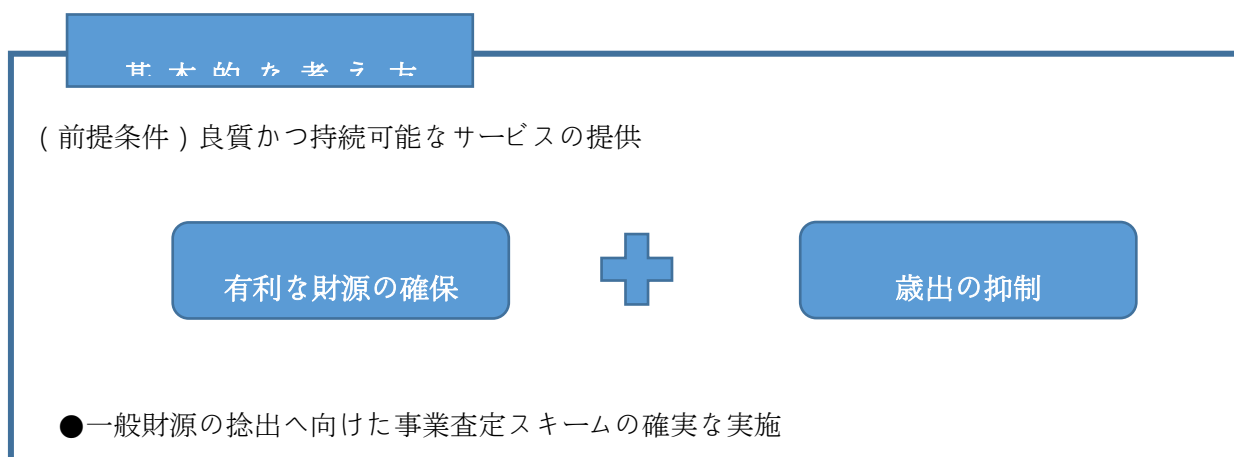 基本的な考え方
(前提条件)良質かつ持続可能なサービスの提供
有利な財源の確保
歳出の抑制
●一般財源の捻出へ向けた事業査定スキームの確実な実施